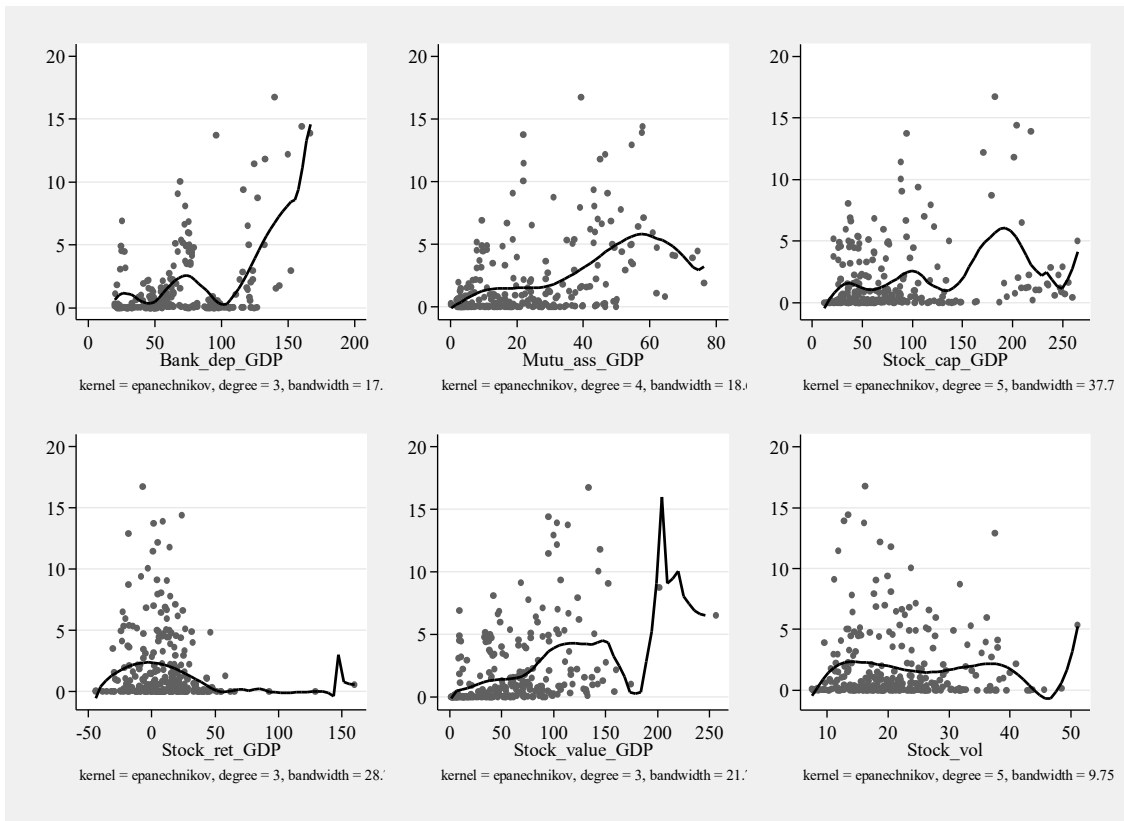 20
15
10
5
0
0 50 100 150 200
Bank_dep_GDP
kernel = epanechnikov, degree = 3, bandwidth = 17.
20
15
10
5
0
0 20 40 60 80
Mutu_ass_GDP
kernel = epanechnikov, degree = 4, bandwidth = 18.
20
15
10
5
0
0 50 100 150 200 250
Stock_cap_GDP
kernel = epanechnikov, degree = 5, bandwidth = 37.7
20
15
10
5
0
-50 0 50 100 150
Stock_ret_GDP
kernel = epanechnikov, degree = 3, bandwidth = 28.
20
15
10
5
0
0 50 100 150 200 250
Stock_value_GDP
kernel = epanechnikov, degree = 3, bandwidth = 21.
20
15
10
5
0
10 20 30 40 50
Stock_vol
kernel = epanechnikov, degree = 5, bandwidth = 9.75